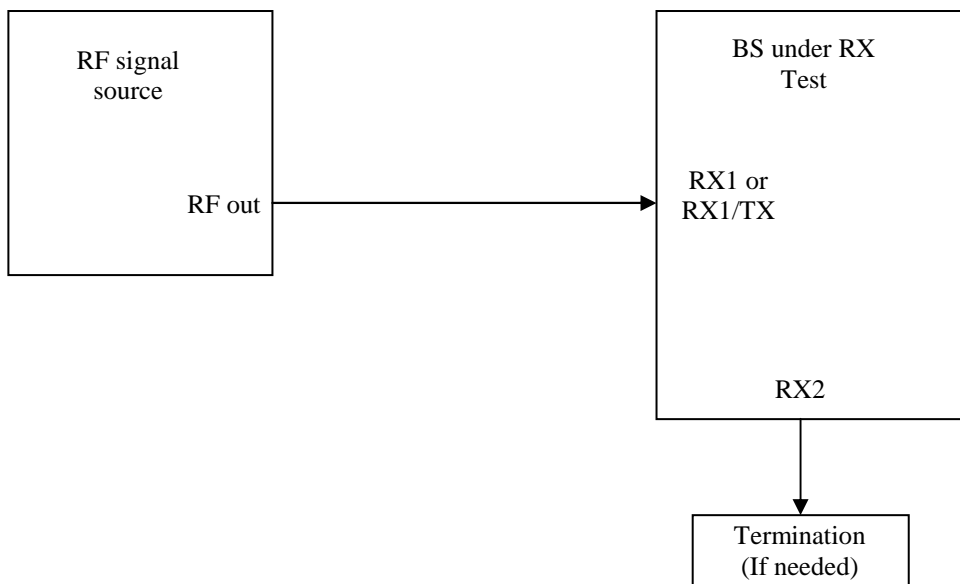 RF signal
source
RF out
BS under RX
Test
RX1 or
RX1/TX
RX2
Termination
(If needed)